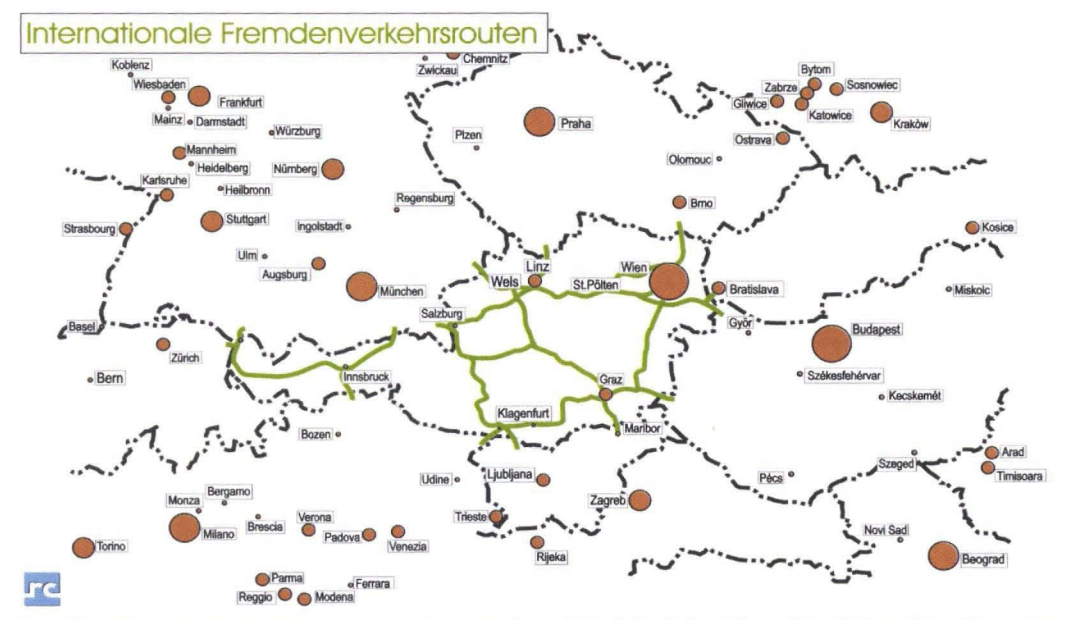 Internationale Fremdenverkehrsrouten
Koblenz
Zwickau
Chemnitz
Wiesbaden
Frankfurt
Mainz
Darmstadt
Würzburg
Mannheim
Heidelberg
Nürnberg
Karlsruhe
Heilbronn
Strasbourg
Stuttgart
Regensburg
Ingolstadt
Ulm
Augsburg
München
Plzen
Praha
Bytom
Zabrze
Sosnowiec
Gliwice
Katowice
Kraków
Ostrava
Olomouc
Brno
Kosice
Linz
Wels
Wien
St.Pölten
Bratislava
Miskolc
Salzburg
Györ
Budapest
Basel
Zürich
Bern
Innsbruck
Graz
Székesfehérvar
Kecskemét
Klagenfurt
Maribor
Bozen
Udine
Ljubljana
Pécs
Szeged
Arad
Timisoara
Zagreb
Trieste
Rijeka
Novi Sad
Beograd
Bergamo
Monza
Milano
Brescia
Verona
Padova
Venezia
Torino
Parma
Ferrara
Reggio
Modena
rc